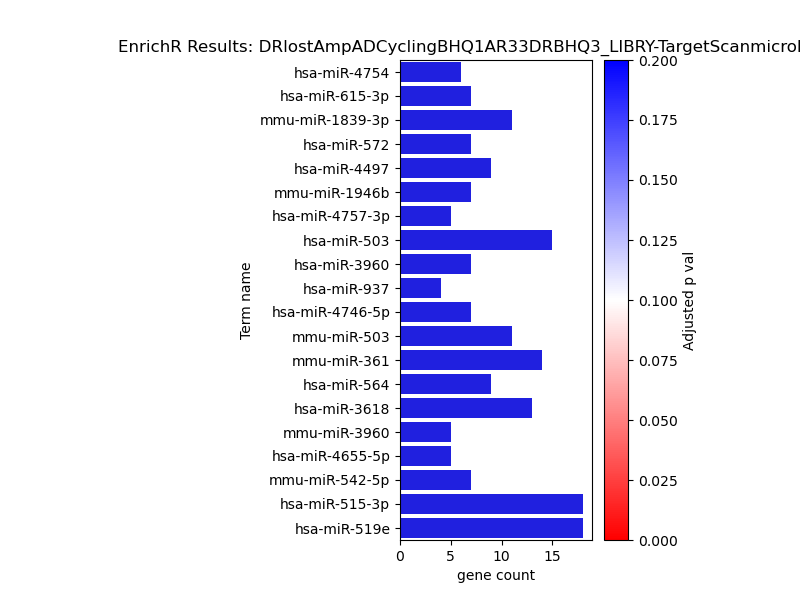 EnrichR Results: DRlostAmpADCyclingBHQ1AR33DRBHQ3_LIBRY-TargetScanmicroR
hsa-miR-4754
hsa-miR-615-3p
mmu-miR-1839-3p
hsa-miR-572
hsa-miR-4497
mmu-miR-1946b
hsa-miR-4757-3p
hsa-miR-503
hsa-miR-3960
hsa-miR-937
hsa-miR-4746-5p
mmu-miR-503
mmu-miR-361
hsa-miR-564
hsa-miR-3618
mmu-miR-3960
hsa-miR-4655-5p
mmu-miR-542-5p
hsa-miR-515-3p
hsa-miR-519e
Term name
0 5 10 15
gene count
0.200
0.175
0.150
0.125
0.100
0.075
0.050
0.025
0.000
Adjusted p val